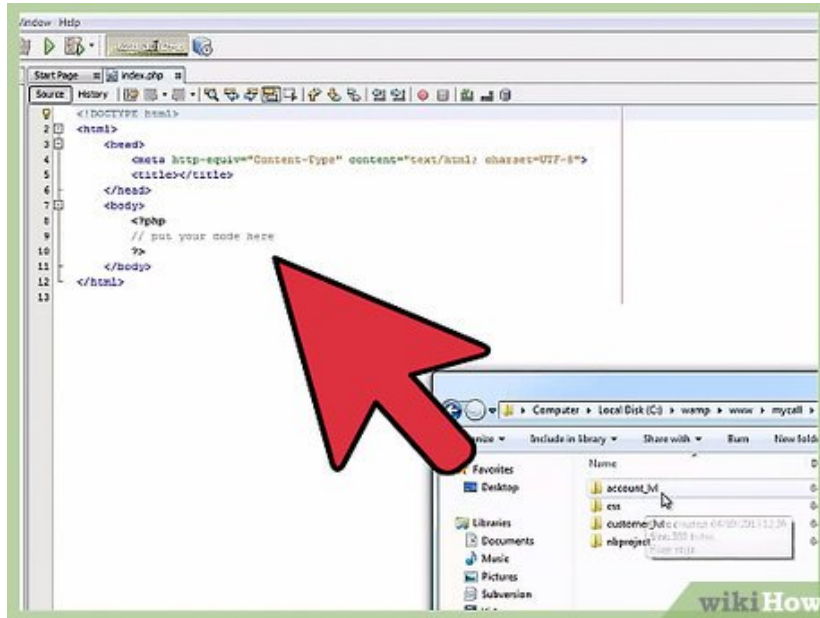 Window Help
Start Page index.php
Source History
<!DOCTYPE html>
2 <html>
3 <head>
4 <meta http-equiv="Content-Type" content="text/html; charset=UTF-8">
5 <title></title>
6 </head>
7 <body>
8 <?php
9 // put your code here
10 ?>
11 </body>
12 </html>
13
Computer Local Disk (C:) wamp www mycall
Include in library Share with Burn New fold
Favorites
Desktop
Libraries
Documents
Music
Pictures
Subversion
Name
account_lvl
css
customer_lvl
nbproject
wikiHow